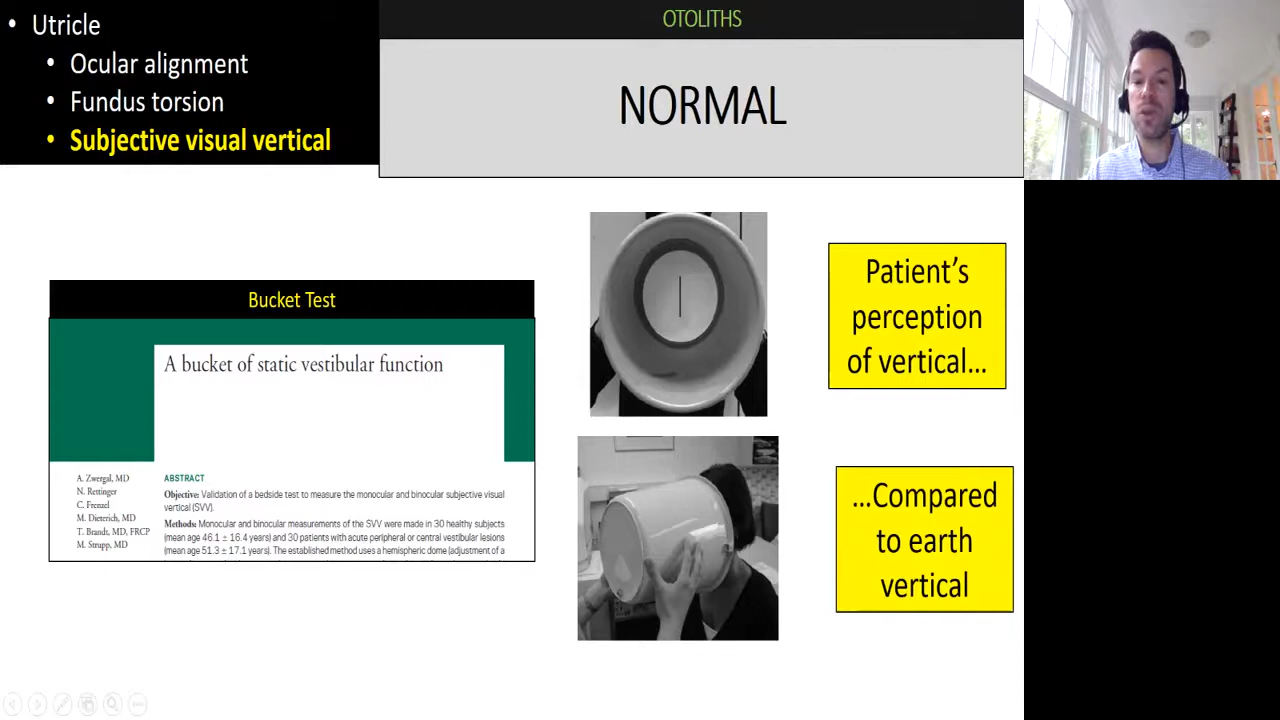 Utricle
Ocular alignment
Fundus torsion
Subjective visual vertical
OTOLITHS
NORMAL
Bucket Test
A bucket of static vestibular function
A. Zwergal, MD
N. Rettinger
C. Frenzel
M. Dieterich, MD
T. Brandt, MD, FRCP
M. Strupp, MD
ABSTRACT
Objective: Validation of a bedside test to measure the monocular and binocular subjective visual
vertical (SVV).
Methods: Monocular and binocular measurements of the SVV were made in 30 healthy subjects
(mean age 46.1 ± 16.4 years) and 30 patients with acute peripheral or central vestibular lesions
(mean age 51.3 ± 17.1 years). The established method uses a hemispheric dome (adjustment of a
Patient’s
perception
of vertical...
...Compared
to earth
vertical